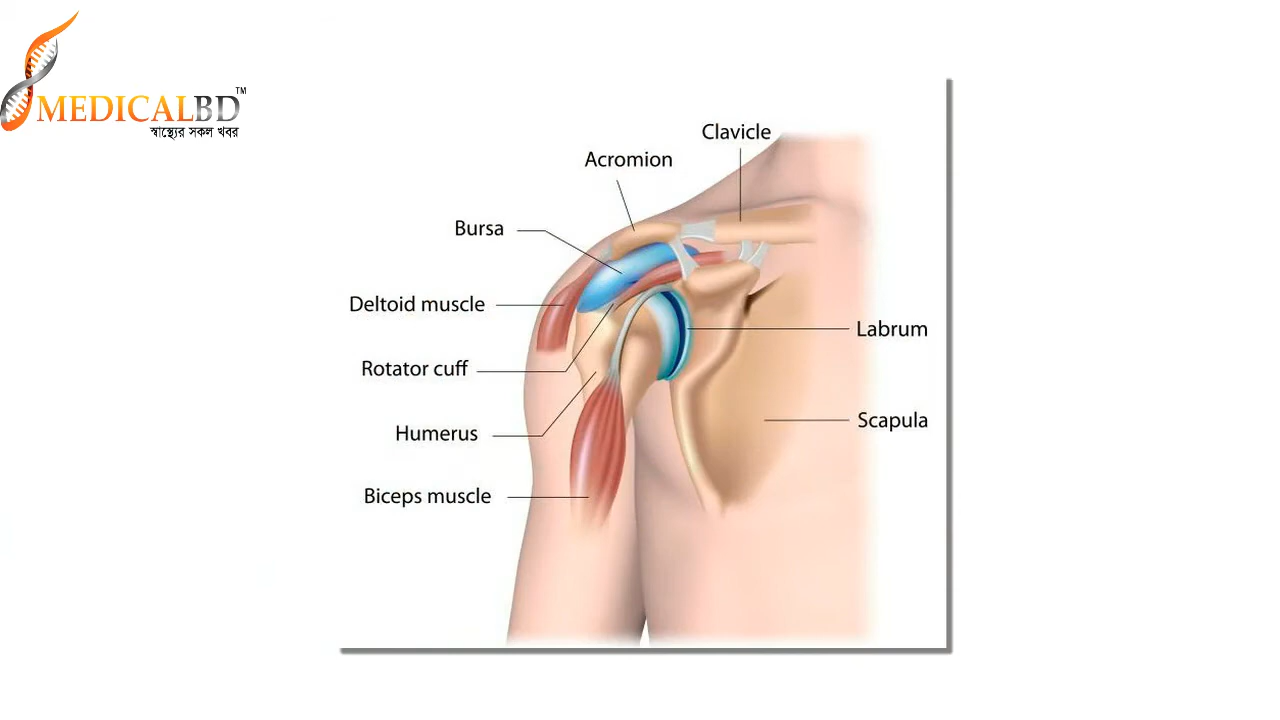 MEDICALBD™
স্বাস্থ্যের সকল খবর
Clavicle
Acromion
Bursa
Deltoid muscle
Labrum
Rotator cuff
Scapula
Humerus
Biceps muscle